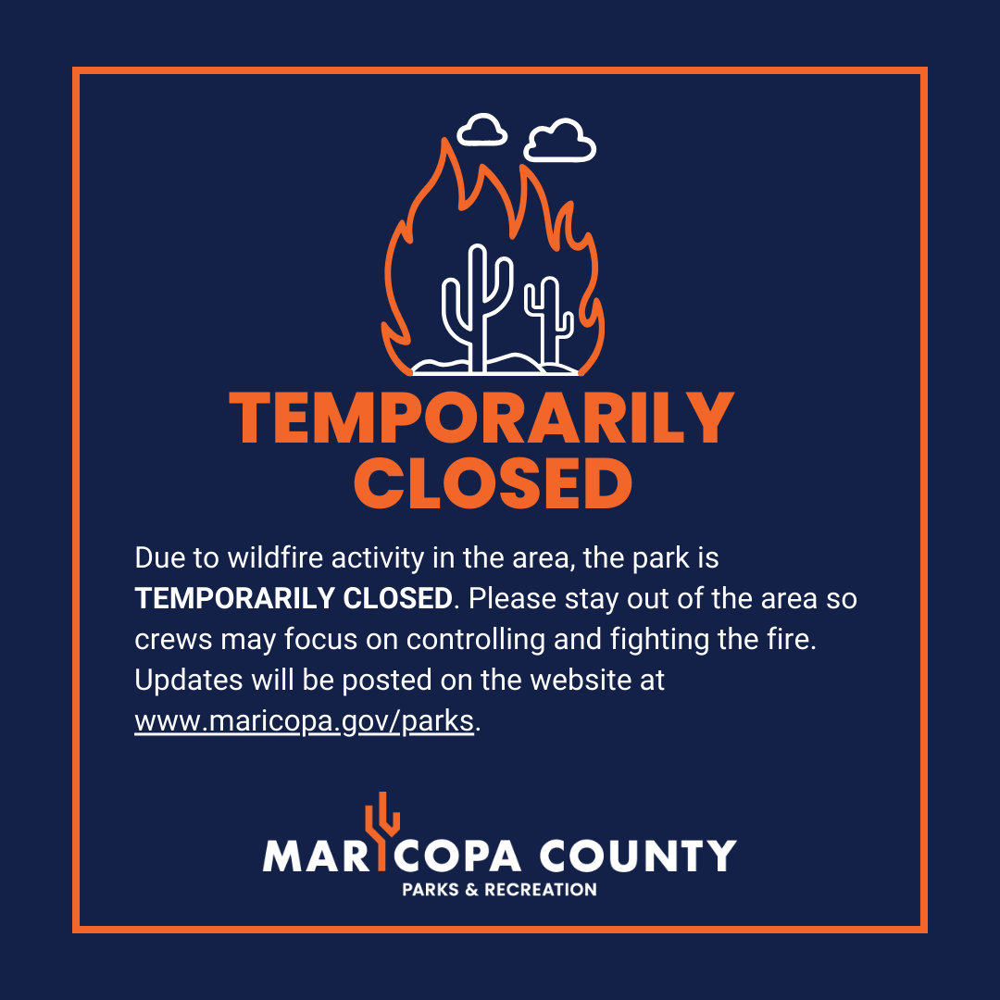 TEMPORARILY
CLOSED
Due to wildfire activity in the area, the park is
TEMPORARILY CLOSED. Please stay out of the area so
crews may focus on controlling and fighting the fire.
Updates will be posted on the website at
www.maricopa.gov/parks.
MARICOPA COUNTY
PARKS & RECREATION